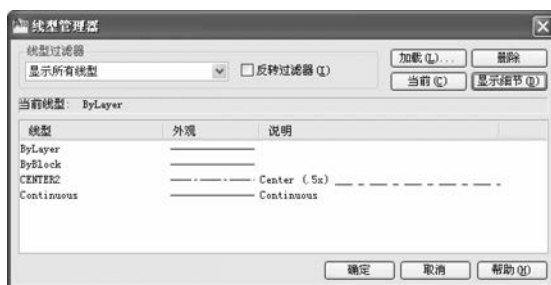 线型管理器
线型过滤器
显示所有线型
反转过滤器(I)
加载(L)... 删除
当前(C) 显示细节(D)
当前线型: ByLayer
线型 外观 说明
ByLayer
ByBlock
CENTER2 Center (.5x)
Continuous Continuous
确定 取消 帮助(H)